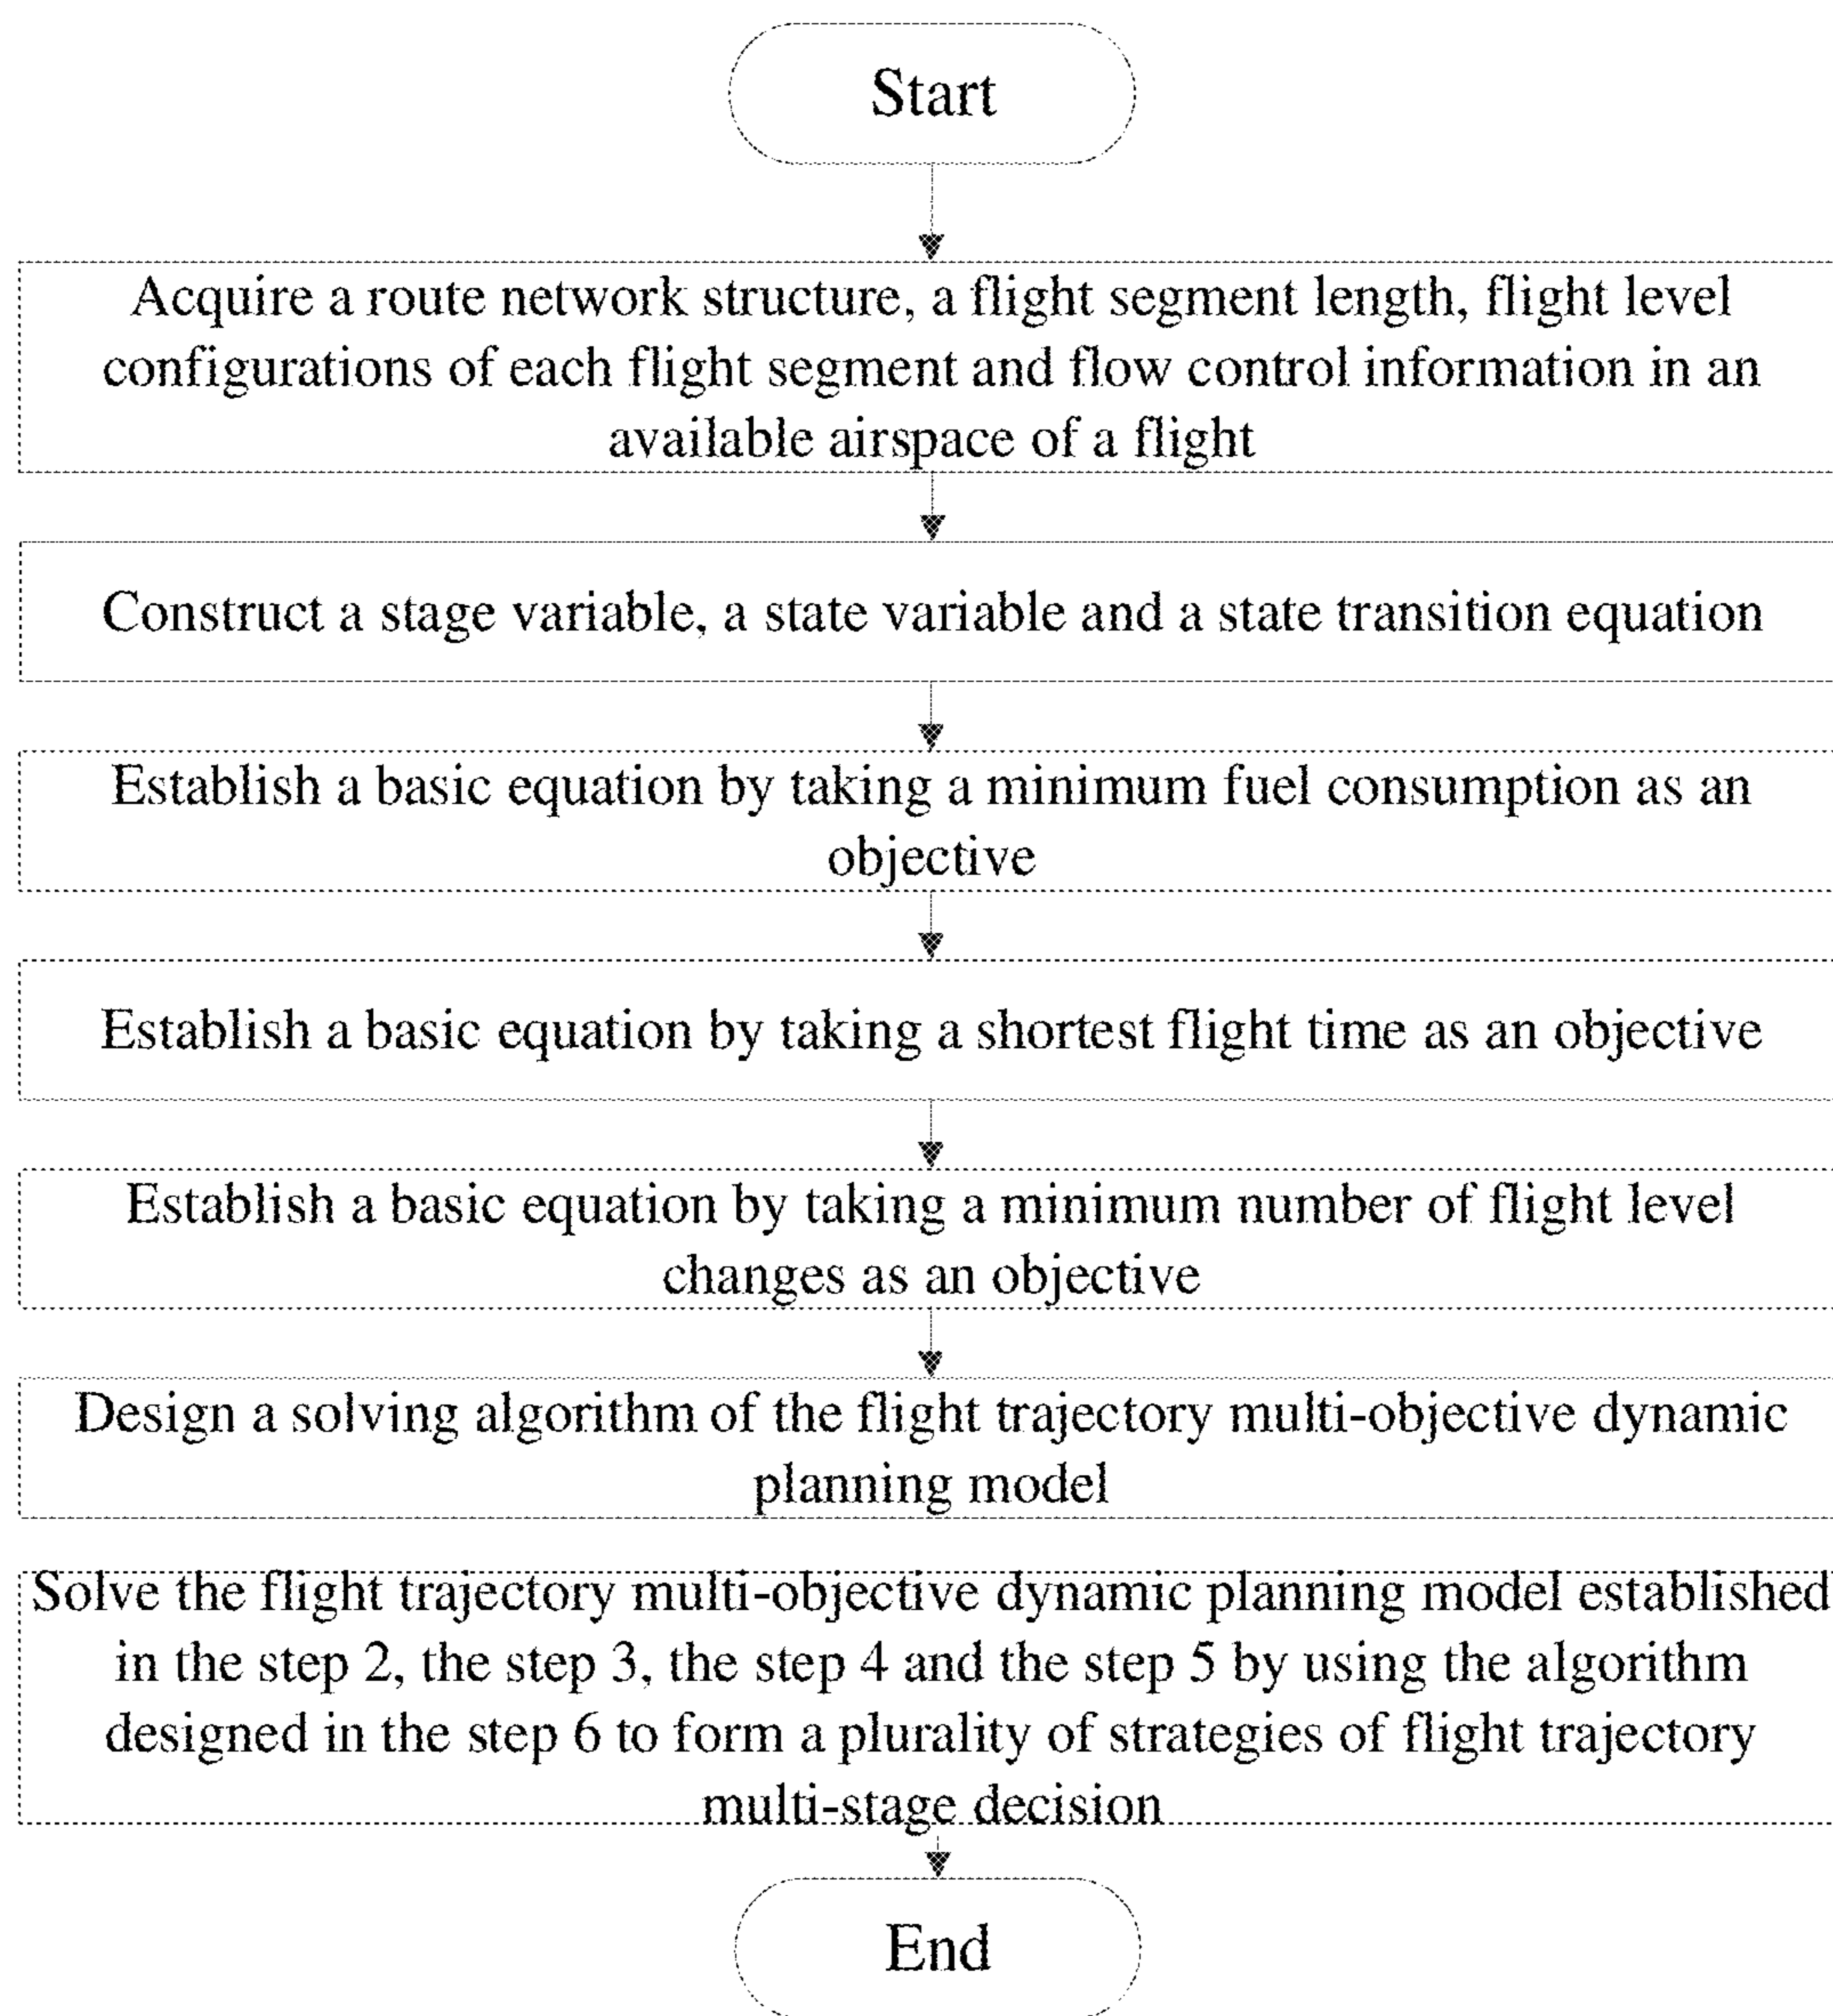 Start
Acquire a route network structure, a flight segment length, flight level
configurations of each flight segment and flow control information in an
available airspace of a flight
Construct a stage variable, a state variable and a state transition equation
Establish a basic equation by taking a minimum fuel consumption as an
objective
Establish a basic equation by taking a shortest flight time as an objective
Establish a basic equation by taking a minimum number of flight level
changes as an objective
Design a solving algorithm of the flight trajectory multi-objective dynamic
planning model
Solve the flight trajectory multi-objective dynamic planning model established
in the step 2, the step 3, the step 4 and the step 5 by using the algorithm
designed in the step 6 to form a plurality of strategies of flight trajectory
multi-stage decision
End